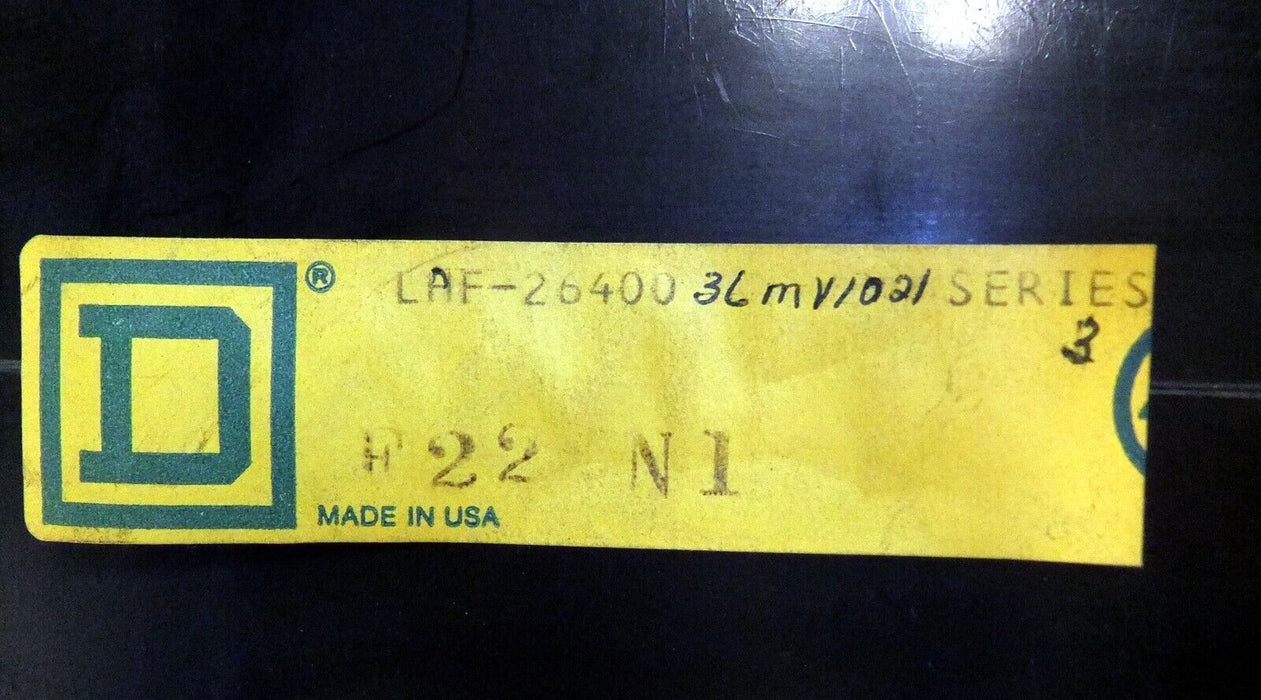 D ®
LAF-26400 36mV1021 SERIES
3
F22 N1
MADE IN USA